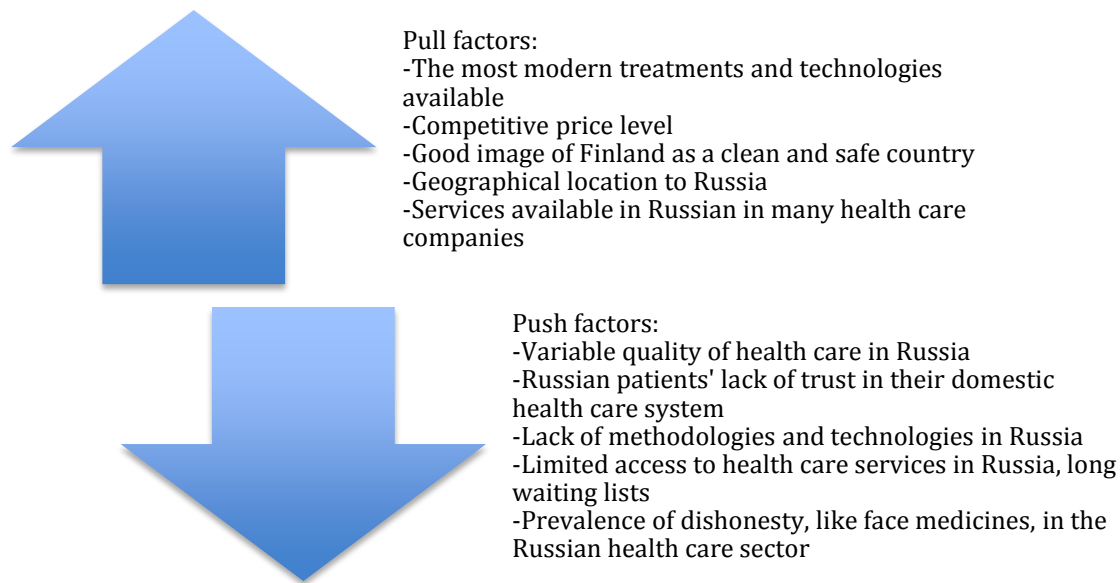 Pull factors:
-The most modern treatments and technologies
available
-Competitive price level
-Good image of Finland as a clean and safe country
-Geographical location to Russia
-Services available in Russian in many health care
companies
Push factors:
-Variable quality of health care in Russia
-Russian patients' lack of trust in their domestic
health care system
-Lack of methodologies and technologies in Russia
-Limited access to health care services in Russia, long
waiting lists
-Prevalence of dishonesty, like face medicines, in the
Russian health care sector